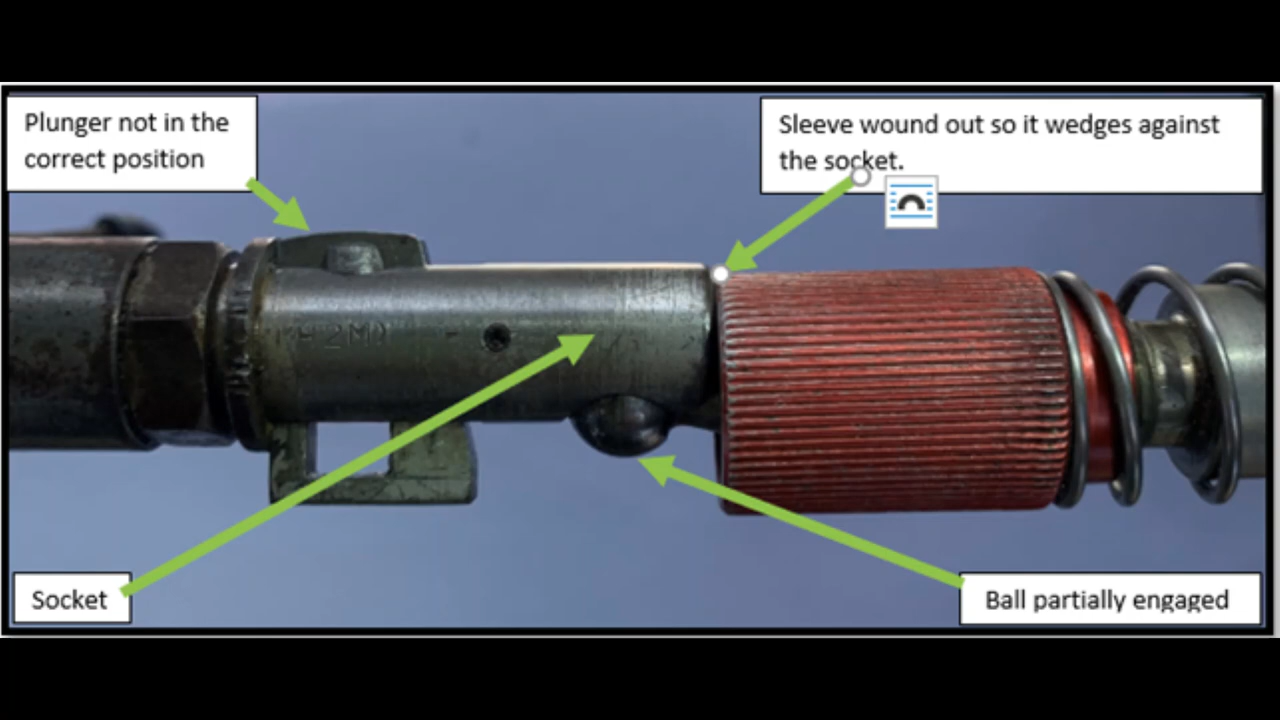 Plunger not in the
correct position
Sleeve wound out so it wedges against
the socket.
Socket
Ball partially engaged